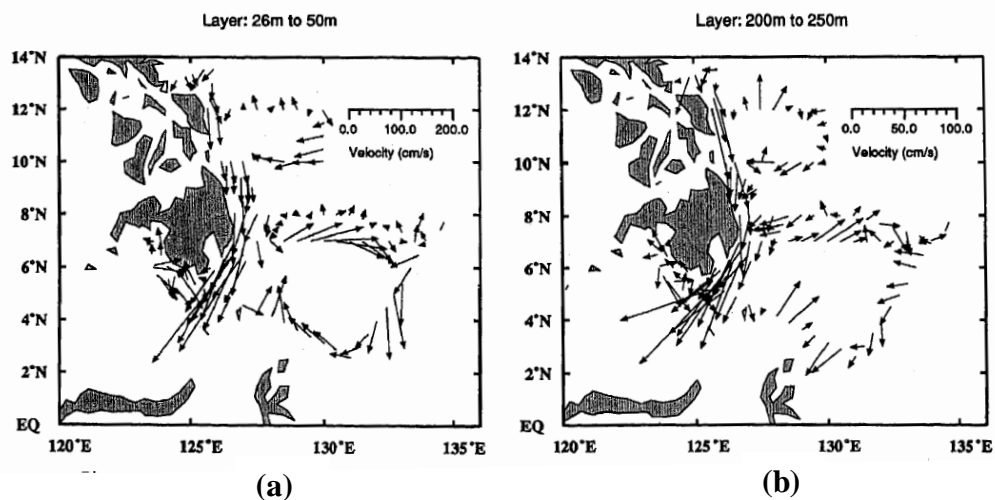 Layer: 26m to 50m
14°N
12°N
10°N
8°N
6°N
4°N
2°N
EQ
120°E
125°E
130°E
135°E
0.0 100.0 200.0
Velocity (cm/s)
(a)
Layer: 200m to 250m
14°N
12°N
10°N
8°N
6°N
4°N
2°N
EQ
120°E
125°E
130°E
135°E
0.0 50.0 100.0
Velocity (cm/s)
(b)